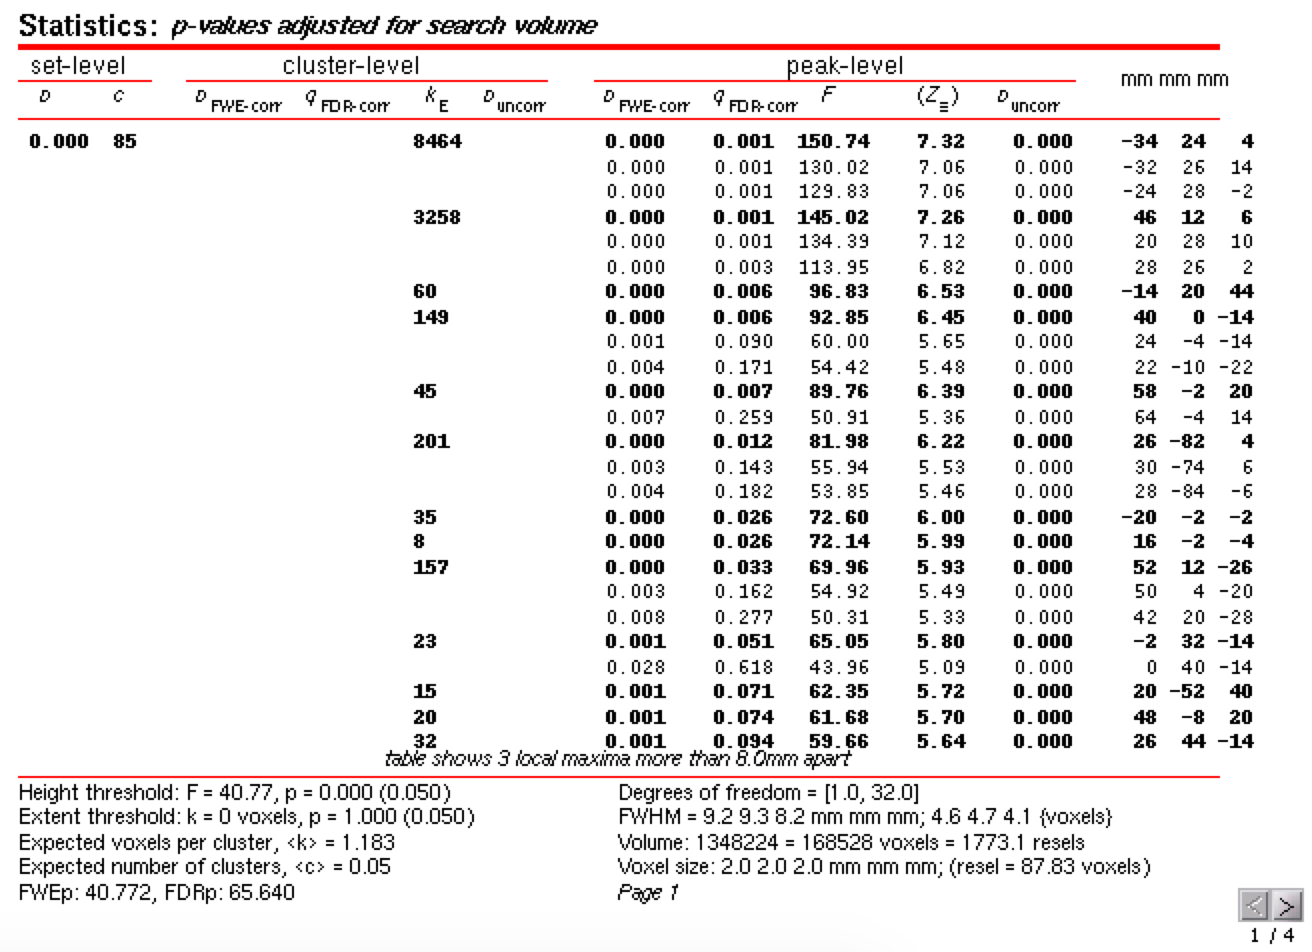 Statistics: p-values adjusted for search volume
set-level cluster-level peak-level mm mm mm
p c p FWE-corr q FDR-corr k E p uncorr p FWE-corr q FDR-corr F (Z≡) p uncorr
0.000 85 8464 0.000 0.001 150.74 7.32 0.000 -34 24 4
0.000 0.001 130.02 7.06 0.000 -32 26 14
0.000 0.001 129.83 7.06 0.000 -24 28 -2
3258 0.000 0.001 145.02 7.26 0.000 46 12 6
0.000 0.001 134.39 7.12 0.000 20 28 10
0.000 0.003 113.95 6.82 0.000 28 26 2
60 0.000 0.006 96.83 6.53 0.000 -14 20 44
149 0.000 0.006 92.85 6.45 0.000 40 0 -14
0.001 0.090 60.00 5.65 0.000 24 -4 -14
0.004 0.171 54.42 5.48 0.000 22 -10 -22
45 0.000 0.007 89.76 6.39 0.000 58 -2 20
0.007 0.259 50.91 5.36 0.000 64 -4 14
201 0.000 0.012 81.98 6.22 0.000 26 -82 4
0.003 0.143 55.94 5.53 0.000 30 -74 6
0.004 0.182 53.85 5.46 0.000 28 -84 -6
35 0.000 0.026 72.60 6.00 0.000 -20 -2 -2
8 0.000 0.026 72.14 5.99 0.000 16 -2 -4
157 0.000 0.033 69.96 5.93 0.000 52 12 -26
0.003 0.162 54.92 5.49 0.000 50 4 -20
0.008 0.277 50.31 5.33 0.000 42 20 -28
23 0.001 0.051 65.05 5.80 0.000 -2 32 -14
0.028 0.618 43.96 5.09 0.000 0 40 -14
15 0.001 0.071 62.35 5.72 0.000 20 -52 40
20 0.001 0.074 61.68 5.70 0.000 48 -8 20
32 0.001 0.094 59.66 5.64 0.000 26 44 -14
table shows 3 local maxima more than 8.0mm apart
Height threshold: F = 40.77, p = 0.000 (0.050)
Extent threshold: k = 0 voxels, p = 1.000 (0.050)
Expected voxels per cluster, <k> = 1.183
Expected number of clusters, <c> = 0.05
FWEp: 40.772, FDRp: 65.640
Degrees of freedom = [1.0, 32.0]
FWHM = 9.2 9.3 8.2 mm mm mm; 4.6 4.7 4.1 {voxels}
Volume: 1348224 = 168528 voxels = 1773.1 resels
Voxel size: 2.0 2.0 2.0 mm mm mm; (resel = 87.83 voxels)
Page 1
< >
1 / 4